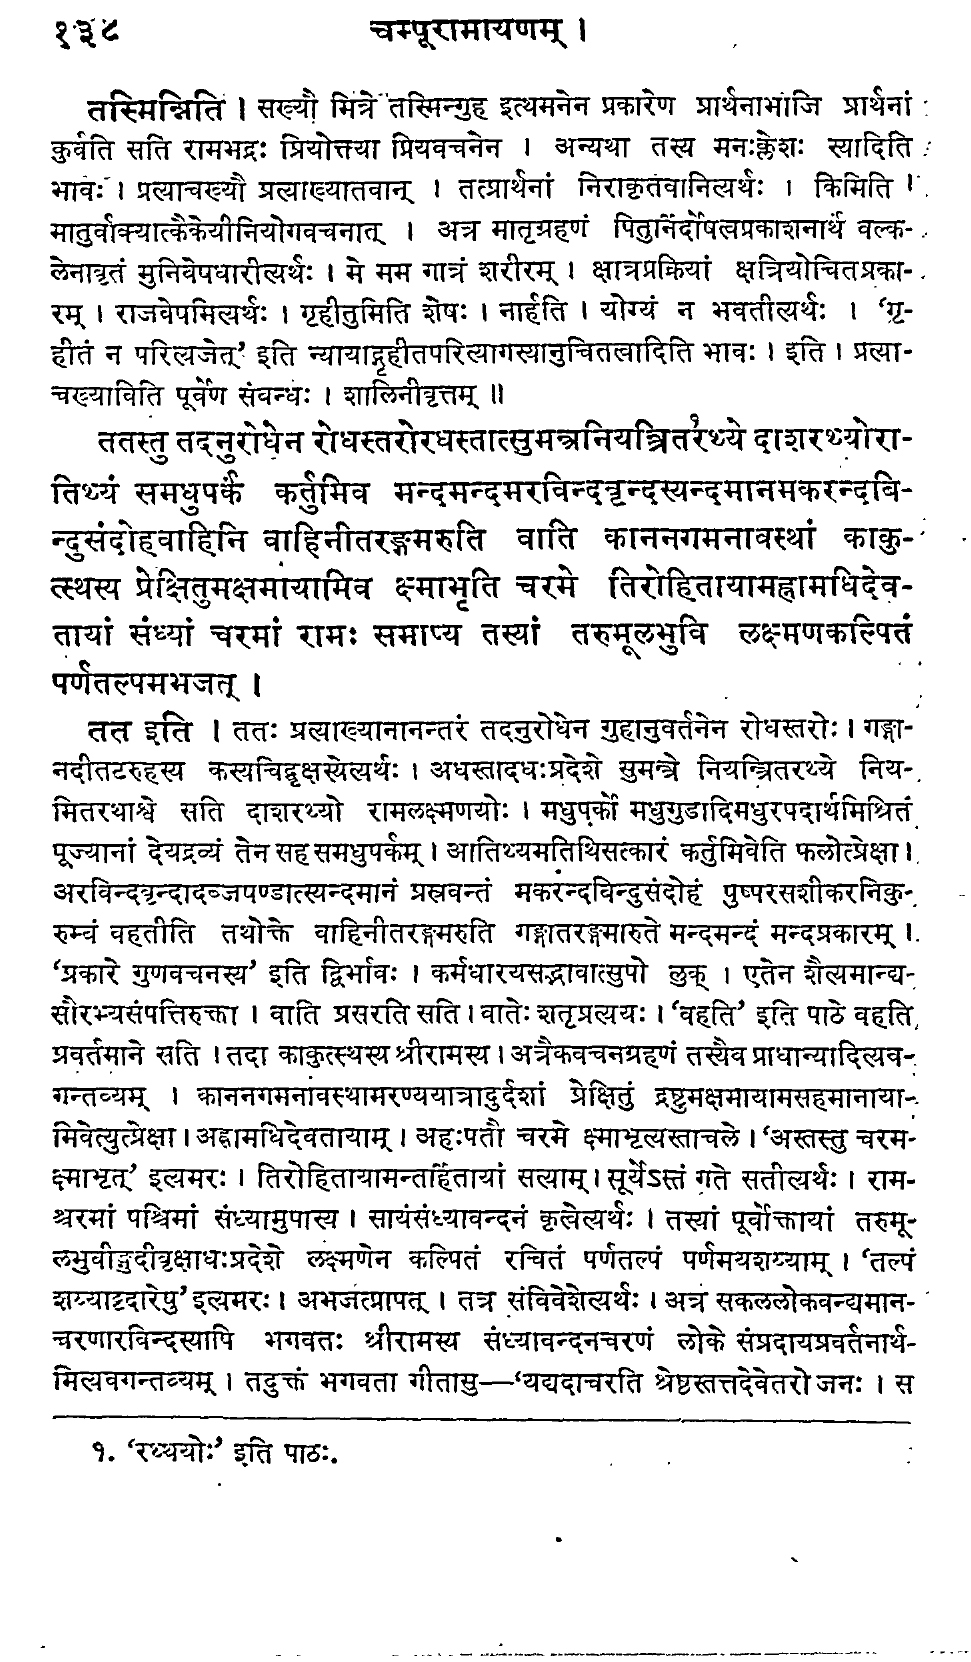 १३८ चम्पूरामायणम् ।
तस्मिन्निति । सख्यौ मित्रे तस्मिन्गुह इत्थमनेन प्रकारेण प्रार्थनाभाजि प्रार्थनां
कुर्वति सति रामभद्रः प्रियोक्त्या प्रियवचनेन । अन्यथा तस्य मनःक्लेशः स्यादिति
भावः । प्रत्याचख्यौ प्रत्याख्यातवान् । तत्प्रार्थनां निराकृतवानित्यर्थः । किमिति ।
मातुर्वाक्यात्कैकेयीनियोगवचनात् । अत्र मातृग्रहणं पितुर्निर्दोषत्वप्रकाशनार्थं वल्क-
लेनावृतं मुनिवेषधारीत्यर्थः । मे मम गात्रं शरीरम् । क्षात्रप्रक्रियां क्षत्रियोचितप्रका-
रम् । राजवेषमित्यर्थः । गृहीतुमिति शेषः । नार्हति । योग्यं न भवतीत्यर्थः । ‘गृ-
हीतं न परित्यजेत्’ इति न्यायाद्गृहीतपरित्यागस्यानुचितत्वादिति भावः । इति । प्रत्या-
चख्याविति पूर्वेण संबन्धः । शालिनीवृत्तम् ॥
ततस्तु तदनुरोधेन रोधस्तरोरधस्तात्सुमन्त्रनियन्त्रितरथ्ये१ दाशरथ्योरा-
तिथ्यं समधुपर्कं कर्तुमिव मन्दमन्दमरविन्दवृन्दस्यन्दमानमकरन्दबि-
न्दुसंदोहवाहिनि वाहिनीतरङ्गमरुति वाति काननगमनावस्थां काकु-
त्स्थस्य प्रेक्षितुमक्षमायामिव क्ष्माभृति चरमे तिरोहितायामह्नामधिदेव-
तायां संध्यां चरमां रामः समाप्य तस्यां तरुमूलभुवि लक्ष्मणकल्पितं
पर्णतल्पमभजत् ।
तत इति । ततः प्रत्याख्यानानन्तरं तदनुरोधेन गुहानुवर्तनेन रोधस्तरोः । गङ्गा-
नदीतटरुहस्य कस्यचिद्वृक्षस्येत्यर्थः । अधस्तादधःप्रदेशे सुमन्त्रे नियन्त्रितरथ्ये निय-
मितरथाश्वे सति दाशरथ्यो रामलक्ष्मणयोः । मधुपर्को मधुगुडादिमधुरपदार्थमिश्रितं
पूज्यानां देयद्रव्यं तेन सह समधुपर्कम् । आतिथ्यमतिथिसत्कारं कर्तुमिवेति फलोत्प्रेक्षा ।
अरविन्दवृन्दादब्जषण्डात्स्यन्दमानं प्रस्रवन्तं मकरन्दबिन्दुसंदोहं पुष्परसशीकरनिकु-
रुम्बं वहतीति तथोक्ते वाहिनीतरङ्गमरुति गङ्गातरङ्गमारुते मन्दमन्दं मन्दप्रकारम् ।
‘प्रकारे गुणवचनस्य’ इति द्विर्भावः । कर्मधारयसद्भावात्सुपो लुक् । एतेन शैत्यमान्द्य-
सौरभ्यसंपत्तिरुक्ता । वाति प्रसरति सति । वातेः शतृप्रत्ययः । ‘वहति’ इति पाठे वहति
प्रवर्तमाने सति । तदा काकुत्स्थस्य श्रीरामस्य । अत्रैकवचनग्रहणं तस्यैव प्राधान्यादित्यव-
गन्तव्यम् । काननगमनावस्थामरण्ययात्रादुर्दशां प्रेक्षितुं द्रष्टुमक्षमायामसहमानाया-
मिवेत्युत्प्रेक्षा । अह्नामधिदेवतायाम् । अहःपतौ चरमे क्ष्माभृत्यस्ताचले । ‘अस्तस्तु चरम-
क्ष्माभृत्’ इत्यमरः । तिरोहितायामन्तर्हितायां सत्याम् । सूर्येऽस्तं गते सतीत्यर्थः । राम-
श्चरमां पश्चिमां संध्यामुपास्य । सायंसंध्यावन्दनं कृत्वेत्यर्थः । तस्यां पूर्वोक्तायां तरुमू-
लभुवीङ्गुदीवृक्षाधःप्रदेशे लक्ष्मणेन कल्पितं रचितं पर्णतल्पं पर्णमयशय्याम् । ‘तल्पं
शय्याट्टदारेषु’ इत्यमरः । अभजत्प्रापत् । तत्र संविवेशेत्यर्थः । अत्र सकललोकवन्द्यमान-
चरणारविन्दस्यापि भगवतः श्रीरामस्य संध्यावन्दनचरणं लोके संप्रदायप्रवर्तनार्थ-
मित्यवगन्तव्यम् । तदुक्तं भगवता गीतासु—‘यद्यदाचरति श्रेष्ठस्तत्तदेवेतरो जनः । स
१. ‘रथ्ययोः’ इति पाठः.